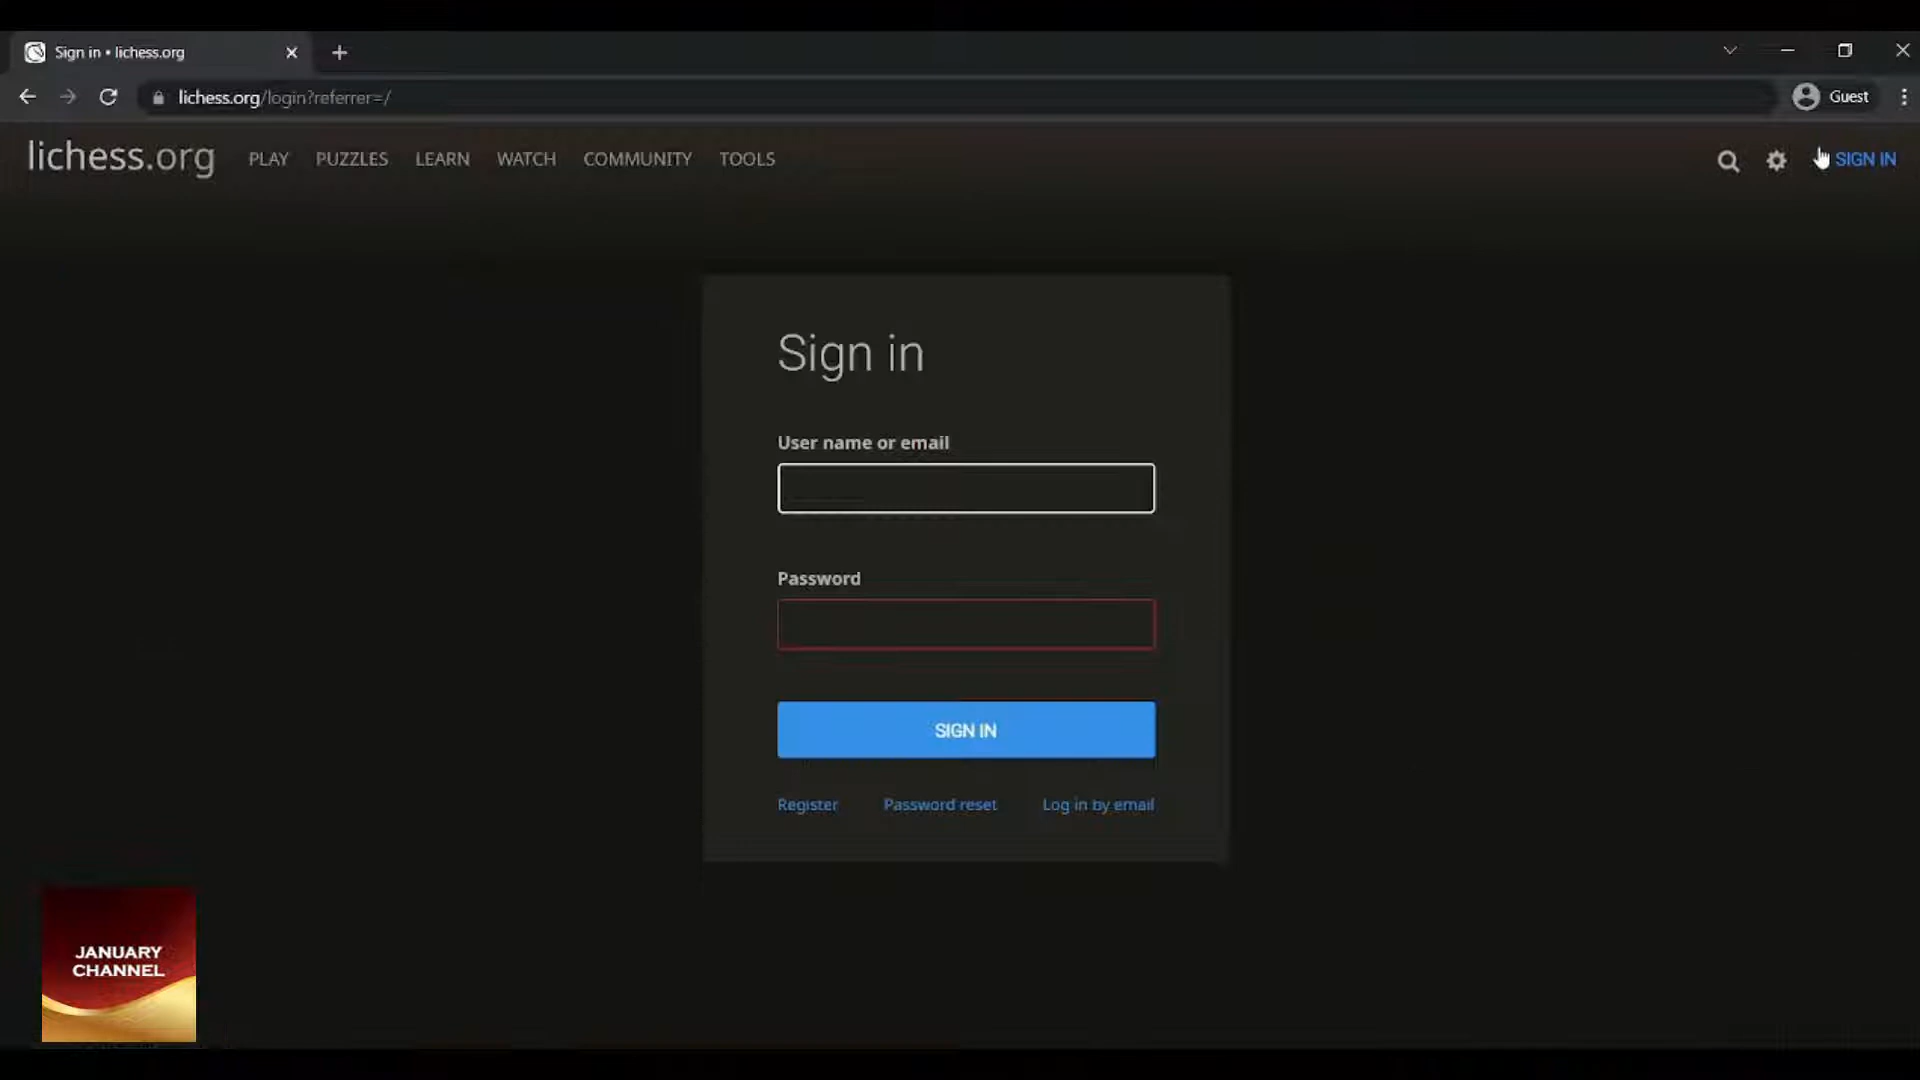 Sign in • lichess.org
lichess.org/login?referrer=/
Guest
lichess.org PLAY PUZZLES LEARN WATCH COMMUNITY TOOLS SIGN IN
Sign in
User name or email
Password
SIGN IN
Register Password reset Log in by email
JANUARY
CHANNEL